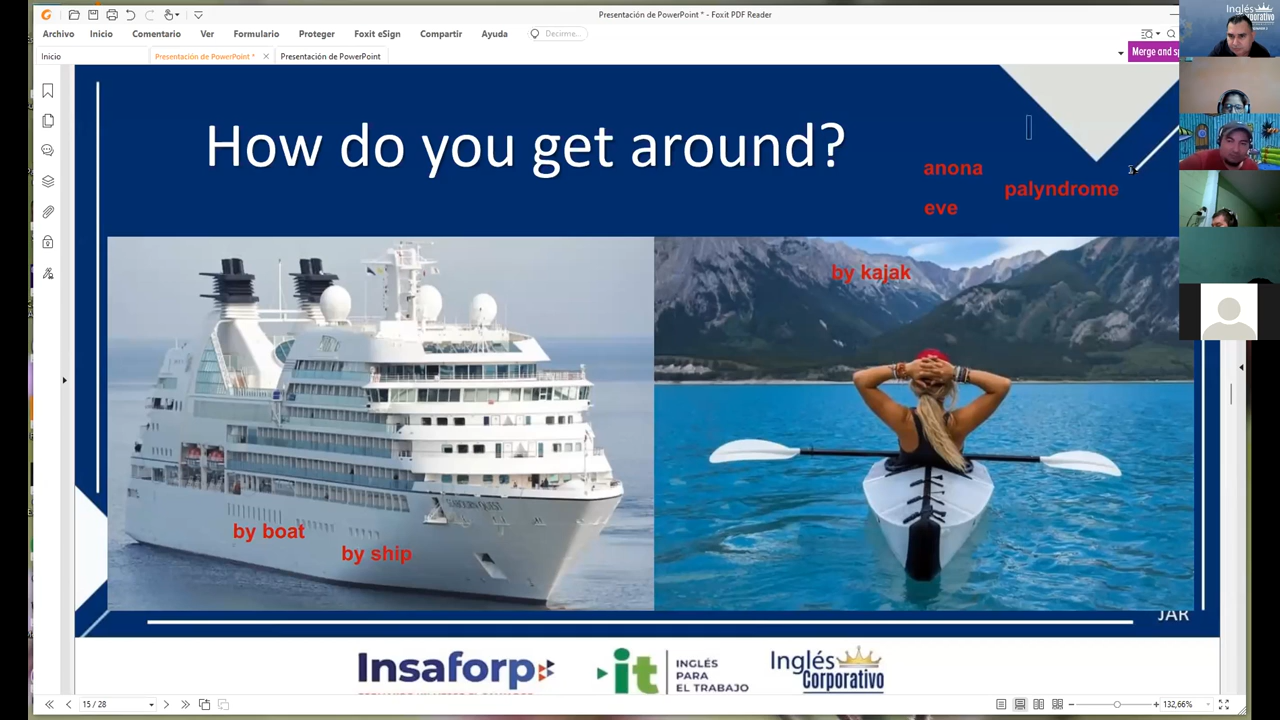 Presentación de PowerPoint * - Foxit PDF Reader
Archivo Inicio Comentario Ver Formulario Proteger Foxit eSign Compartir Ayuda Decirme...
Inicio Presentación de PowerPoint * Presentación de PowerPoint
Merge and sp
Inglés
Corporativo
How do you get around?
anona
palyndrome
eve
by kajak
by boat
by ship
JAR
Insaforp
it
INGLÉS
PARA
EL TRABAJO
Inglés
Corporativo
15 / 28
132,66%